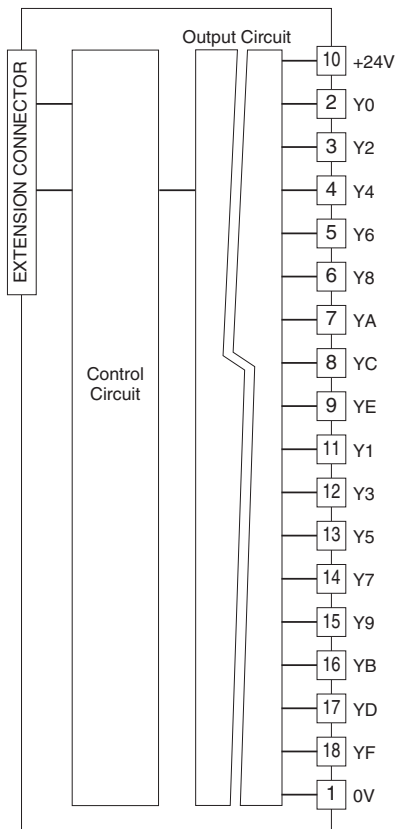 Output Circuit
EXTENSION CONNECTOR
Control
Circuit
10 +24V
2 Y0
3 Y2
4 Y4
5 Y6
6 Y8
7 YA
8 YC
9 YE
11 Y1
12 Y3
13 Y5
14 Y7
15 Y9
16 YB
17 YD
18 YF
1 0V